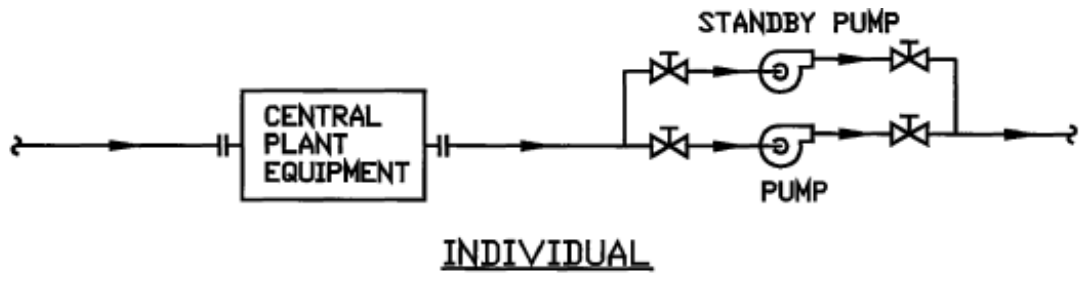 STANDBY PUMP
CENTRAL
PLANT
EQUIPMENT
PUMP
INDIVIDUAL